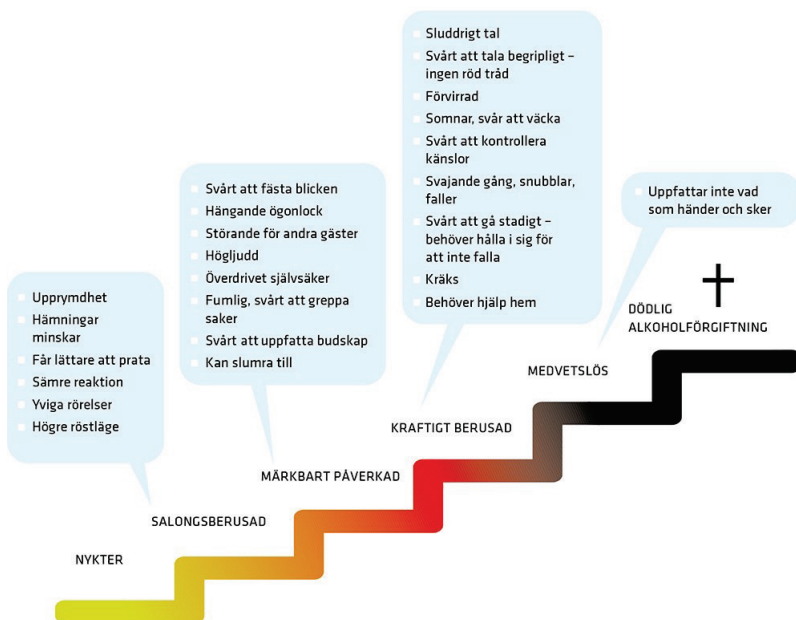 Upprymdhet
Hämningar
minskar
Får lättare att prata
Sämre reaktion
Yviga rörelser
Högre röstläge
Svårt att fästa blicken
Hängande ögonlock
Störande för andra gäster
Högljudd
Överdrivet självsäker
Fumlig, svårt att greppa
saker
Svårt att uppfatta budskap
Kan slumra till
Sluddrigt tal
Svårt att tala begripligt –
ingen röd tråd
Förvirrad
Somnar, svår att väcka
Svårt att kontrollera
känslor
Svajande gång, snubblar,
faller
Svårt att gå stadigt –
behöver hålla i sig för
att inte falla
Kräks
Behöver hjälp hem
Uppfattar inte vad
som händer och sker
NYKTER
SALONGSBERUSAD
MÄRKBART PÅVERKAD
KRAFTIGT BERUSAD
MEDVETSLÖS
DÖDLIG
ALKOHOLFÖRGIFTNING